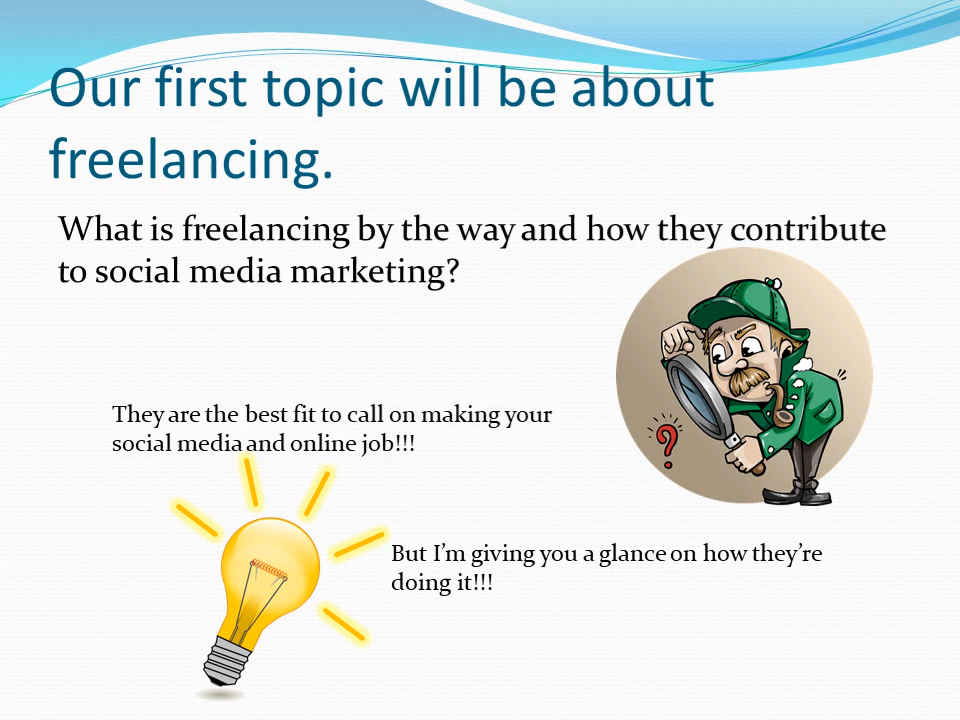 Our first topic will be about
freelancing.
What is freelancing by the way and how they contribute
to social media marketing?
They are the best fit to call on making your
social media and online job!!!
But I’m giving you a glance on how they’re
doing it!!!